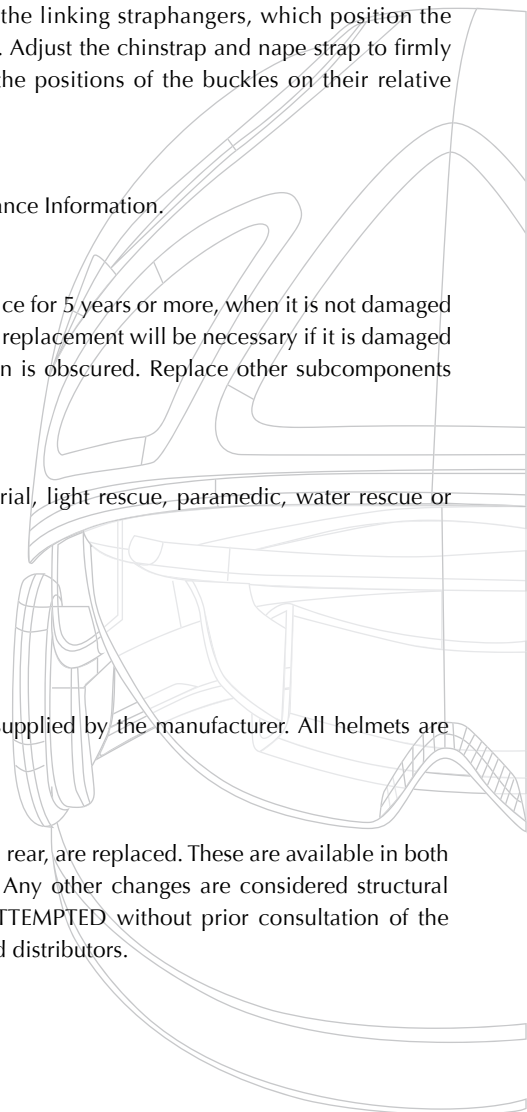 the linking straphangers, which position the
. Adjust the chinstrap and nape strap to firmly
the positions of the buckles on their relative
ance Information.
ce for 5 years or more, when it is not damaged
replacement will be necessary if it is damaged
n is obscured. Replace other subcomponents
rial, light rescue, paramedic, water rescue or
supplied by the manufacturer. All helmets are
rear, are replaced. These are available in both
Any other changes are considered structural
TTEMPTED without prior consultation of the
d distributors.